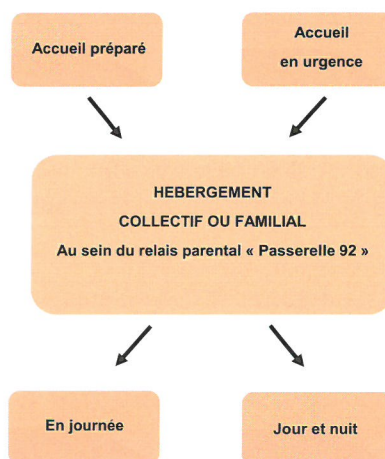 Accueil préparé
Accueil
en urgence
HEBERGEMENT
COLLECTIF OU FAMILIAL
Au sein du relais parental « Passerelle 92 »
En journée
Jour et nuit